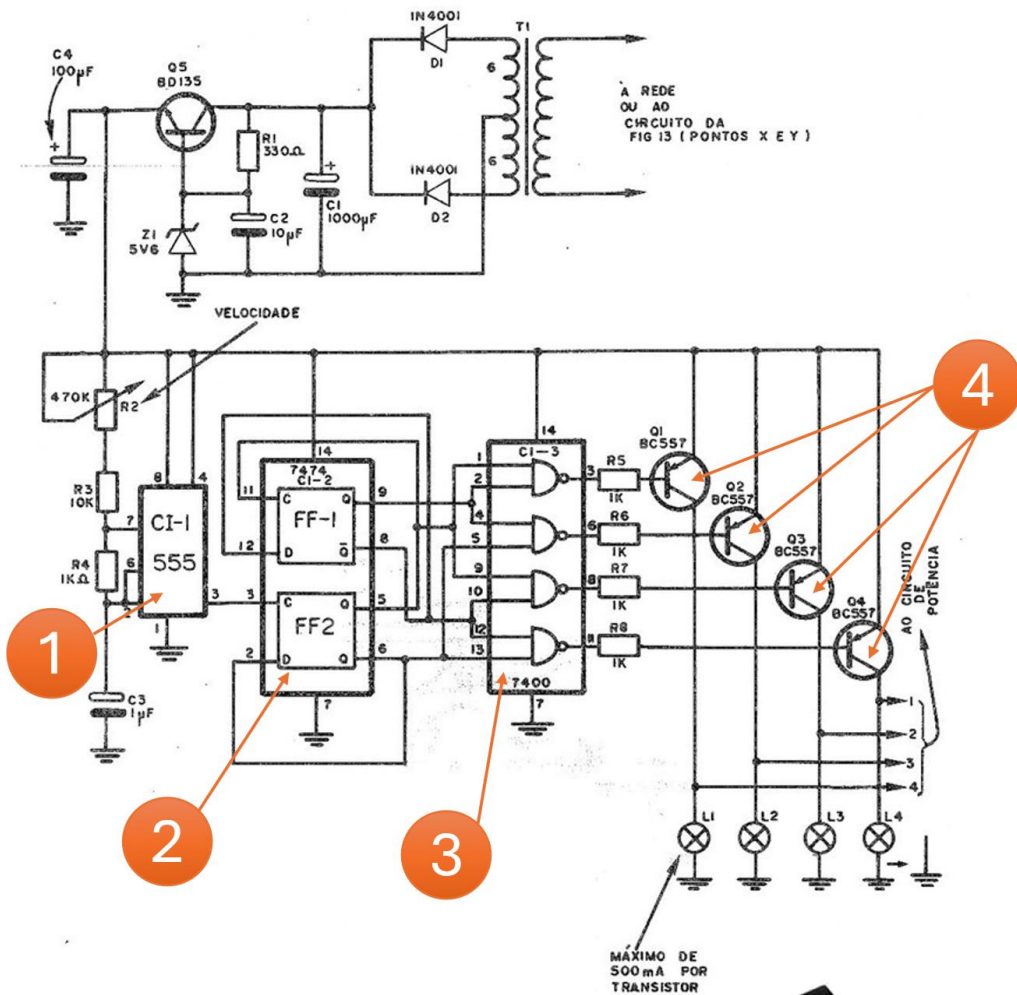 C4
100µF
Q5
BD135
+
R1
330Ω
C2
10µF
+
C1
1000µF
Z1
5V6
1N4001
D1
1N4001
D2
T1
6
6
À REDE
OU AO
CIRCUITO DA
FIG 13 (PONTOS X E Y)
VELOCIDADE
470K
R2
R3
10K
R4
1KΩ
8
4
7
6
2
3
1
CI-1
555
C3
1µF
14
7474
CI-2
11
C
Q
9
FF-1
12
D
Q
8
3
C
Q
5
FF2
2
D
Q
6
7
14
CI-3
1
2
3
4
5
6
9
10
8
12
13
11
7400
7
R5
1K
R6
1K
R7
1K
R8
1K
Q1
BC557
Q2
BC557
Q3
BC557
Q4
BC557
AO CIRCUITO
DE
POTÊNCIA
1
2
3
4
L1
L2
L3
L4
MÁXIMO DE
500mA POR
TRANSISTOR
1
2
3
4